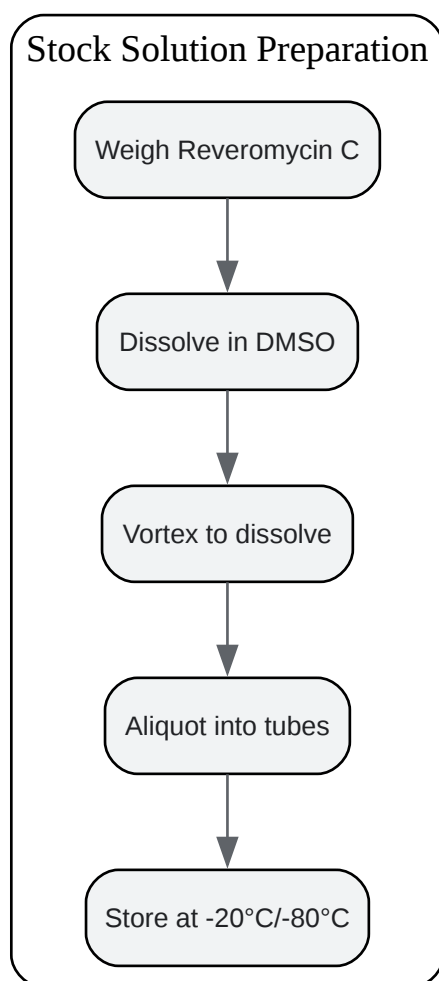 Stock Solution Preparation
Weigh Reveromycin C
Dissolve in DMSO
Vortex to dissolve
Aliquot into tubes
Store at -20°C/-80°C